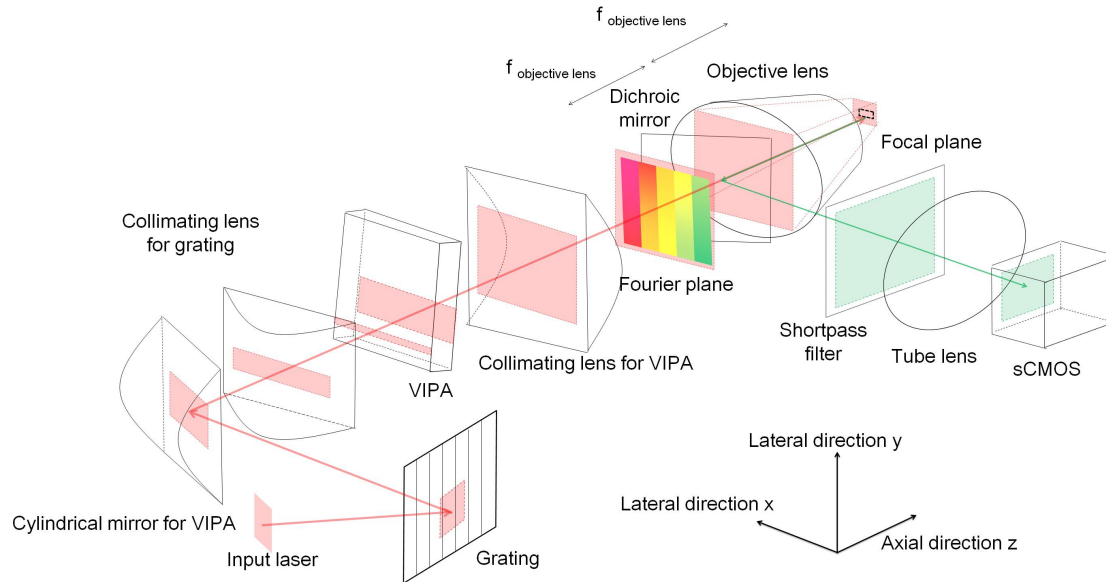 f objective lens
f objective lens
Objective lens
Dichroic
mirror
Focal plane
Collimating lens
for grating
Fourier plane
Shortpass
filter
Tube lens
sCMOS
Collimating lens for VIPA
VIPA
Lateral direction y
Lateral direction x
Axial direction z
Cylindrical mirror for VIPA
Input laser
Grating